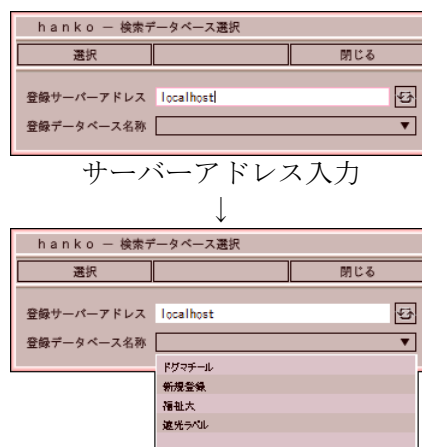 hanko － 検索データベース選択
選択
閉じる
登録サーバーアドレス localhost
登録データベース名称
サーバーアドレス入力
↓
hanko － 検索データベース選択
選択
閉じる
登録サーバーアドレス localhost
登録データベース名称
ドグマチール
新規登録
福祉大
遮光ラベル